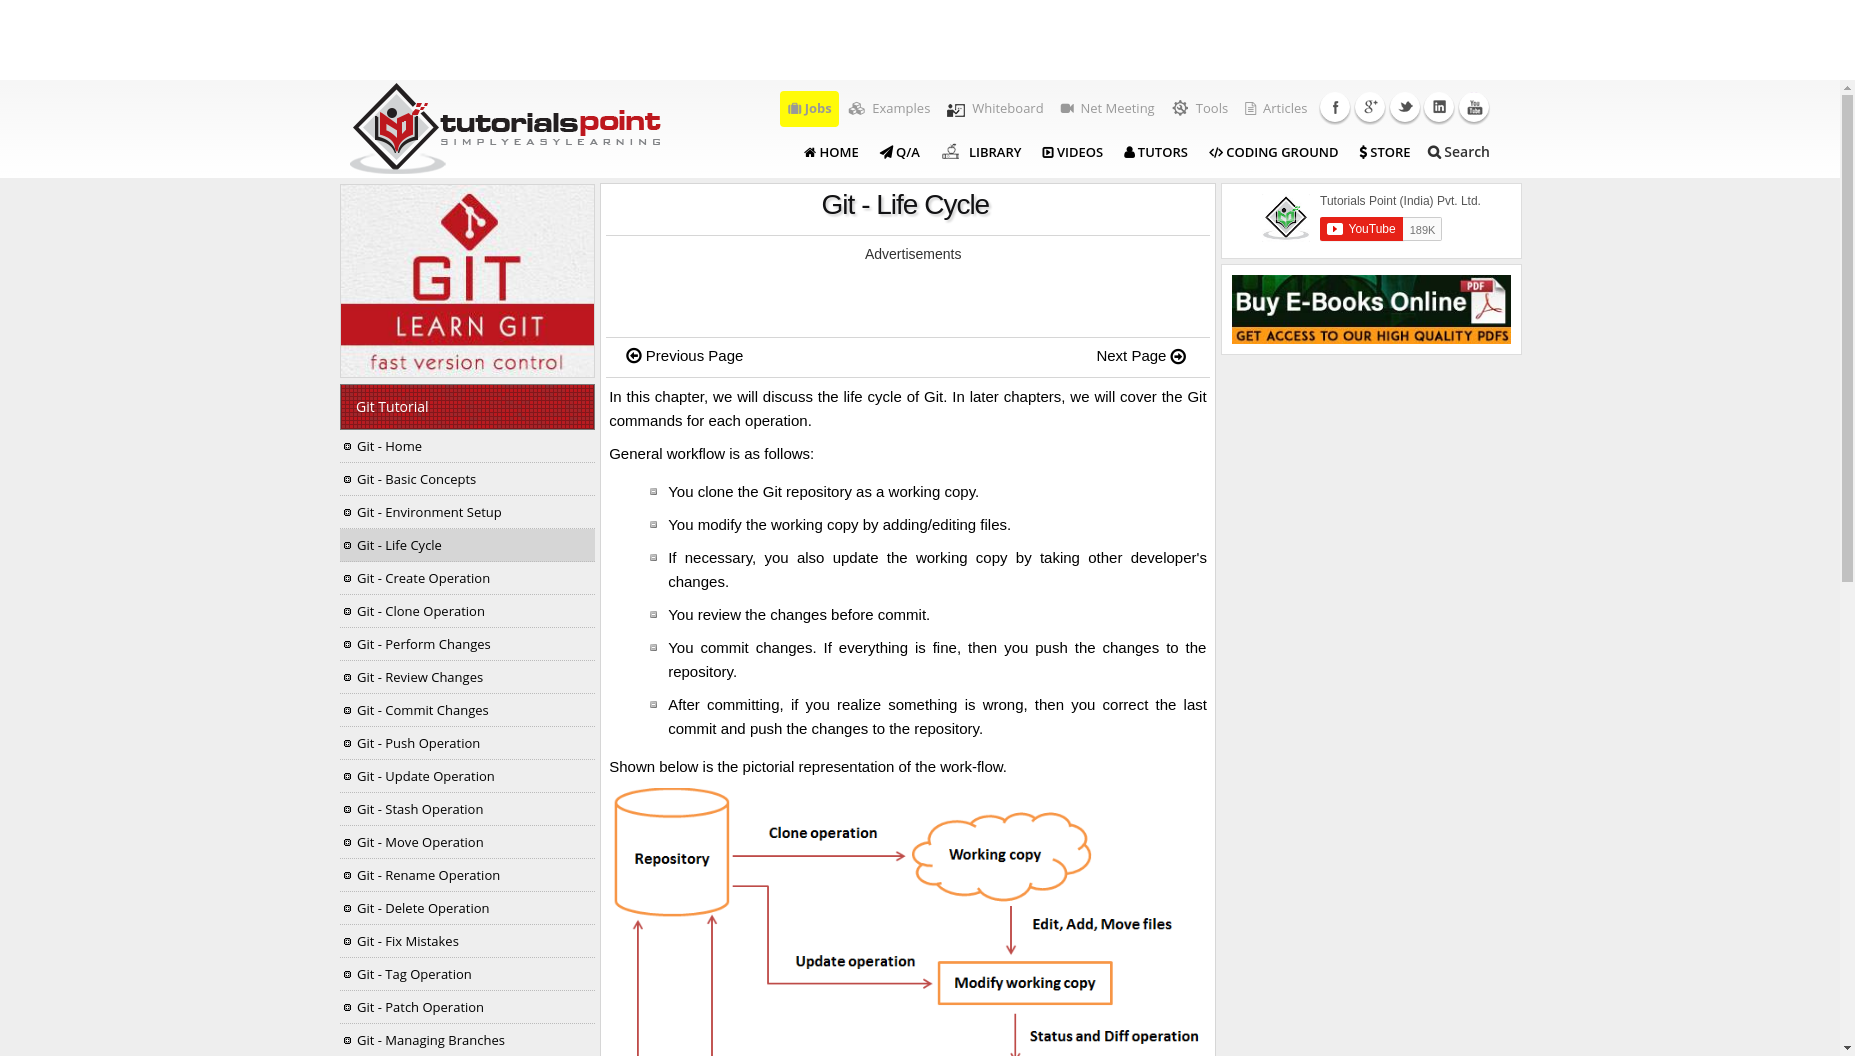 tutorialspoint
SIMPLYEASYLEARNING
Jobs Examples Whiteboard Net Meeting Tools Articles
HOME Q/A LIBRARY VIDEOS TUTORS CODING GROUND STORE Search
GIT
LEARN GIT
fast version control
Git Tutorial
Git - Home
Git - Basic Concepts
Git - Environment Setup
Git - Life Cycle
Git - Create Operation
Git - Clone Operation
Git - Perform Changes
Git - Review Changes
Git - Commit Changes
Git - Push Operation
Git - Update Operation
Git - Stash Operation
Git - Move Operation
Git - Rename Operation
Git - Delete Operation
Git - Fix Mistakes
Git - Tag Operation
Git - Patch Operation
Git - Managing Branches
Git - Life Cycle
Advertisements
Previous Page
Next Page
In this chapter, we will discuss the life cycle of Git. In later chapters, we will cover the Git
commands for each operation.
General workflow is as follows:
You clone the Git repository as a working copy.
You modify the working copy by adding/editing files.
If necessary, you also update the working copy by taking other developer's
changes.
You review the changes before commit.
You commit changes. If everything is fine, then you push the changes to the
repository.
After committing, if you realize something is wrong, then you correct the last
commit and push the changes to the repository.
Shown below is the pictorial representation of the work-flow.
Repository
Clone operation
Working copy
Edit, Add, Move files
Update operation
Modify working copy
Status and Diff operation
Tutorials Point (India) Pvt. Ltd.
YouTube 189K
Buy E-Books Online
PDF
GET ACCESS TO OUR HIGH QUALITY PDFS